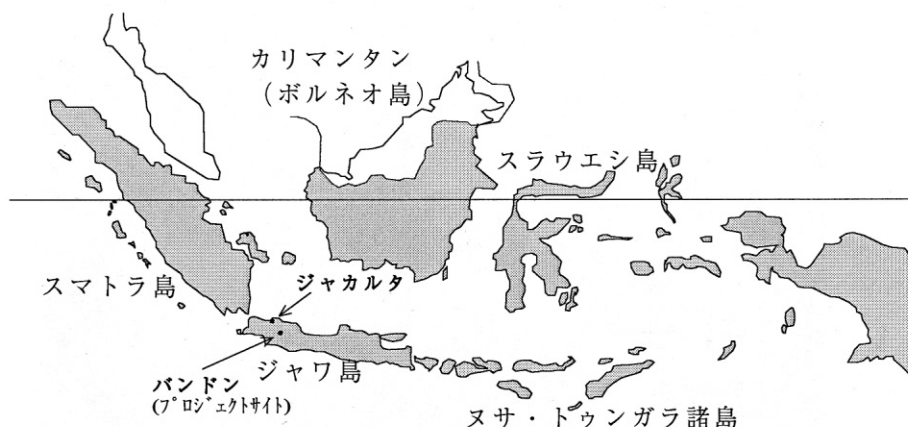 カリマンタン
(ボルネオ島)
スラウエシ島
スマトラ島
ジャカルタ
バンドン
(プロジェクトサイト)
ジャワ島
ヌサ・トゥンガラ諸島